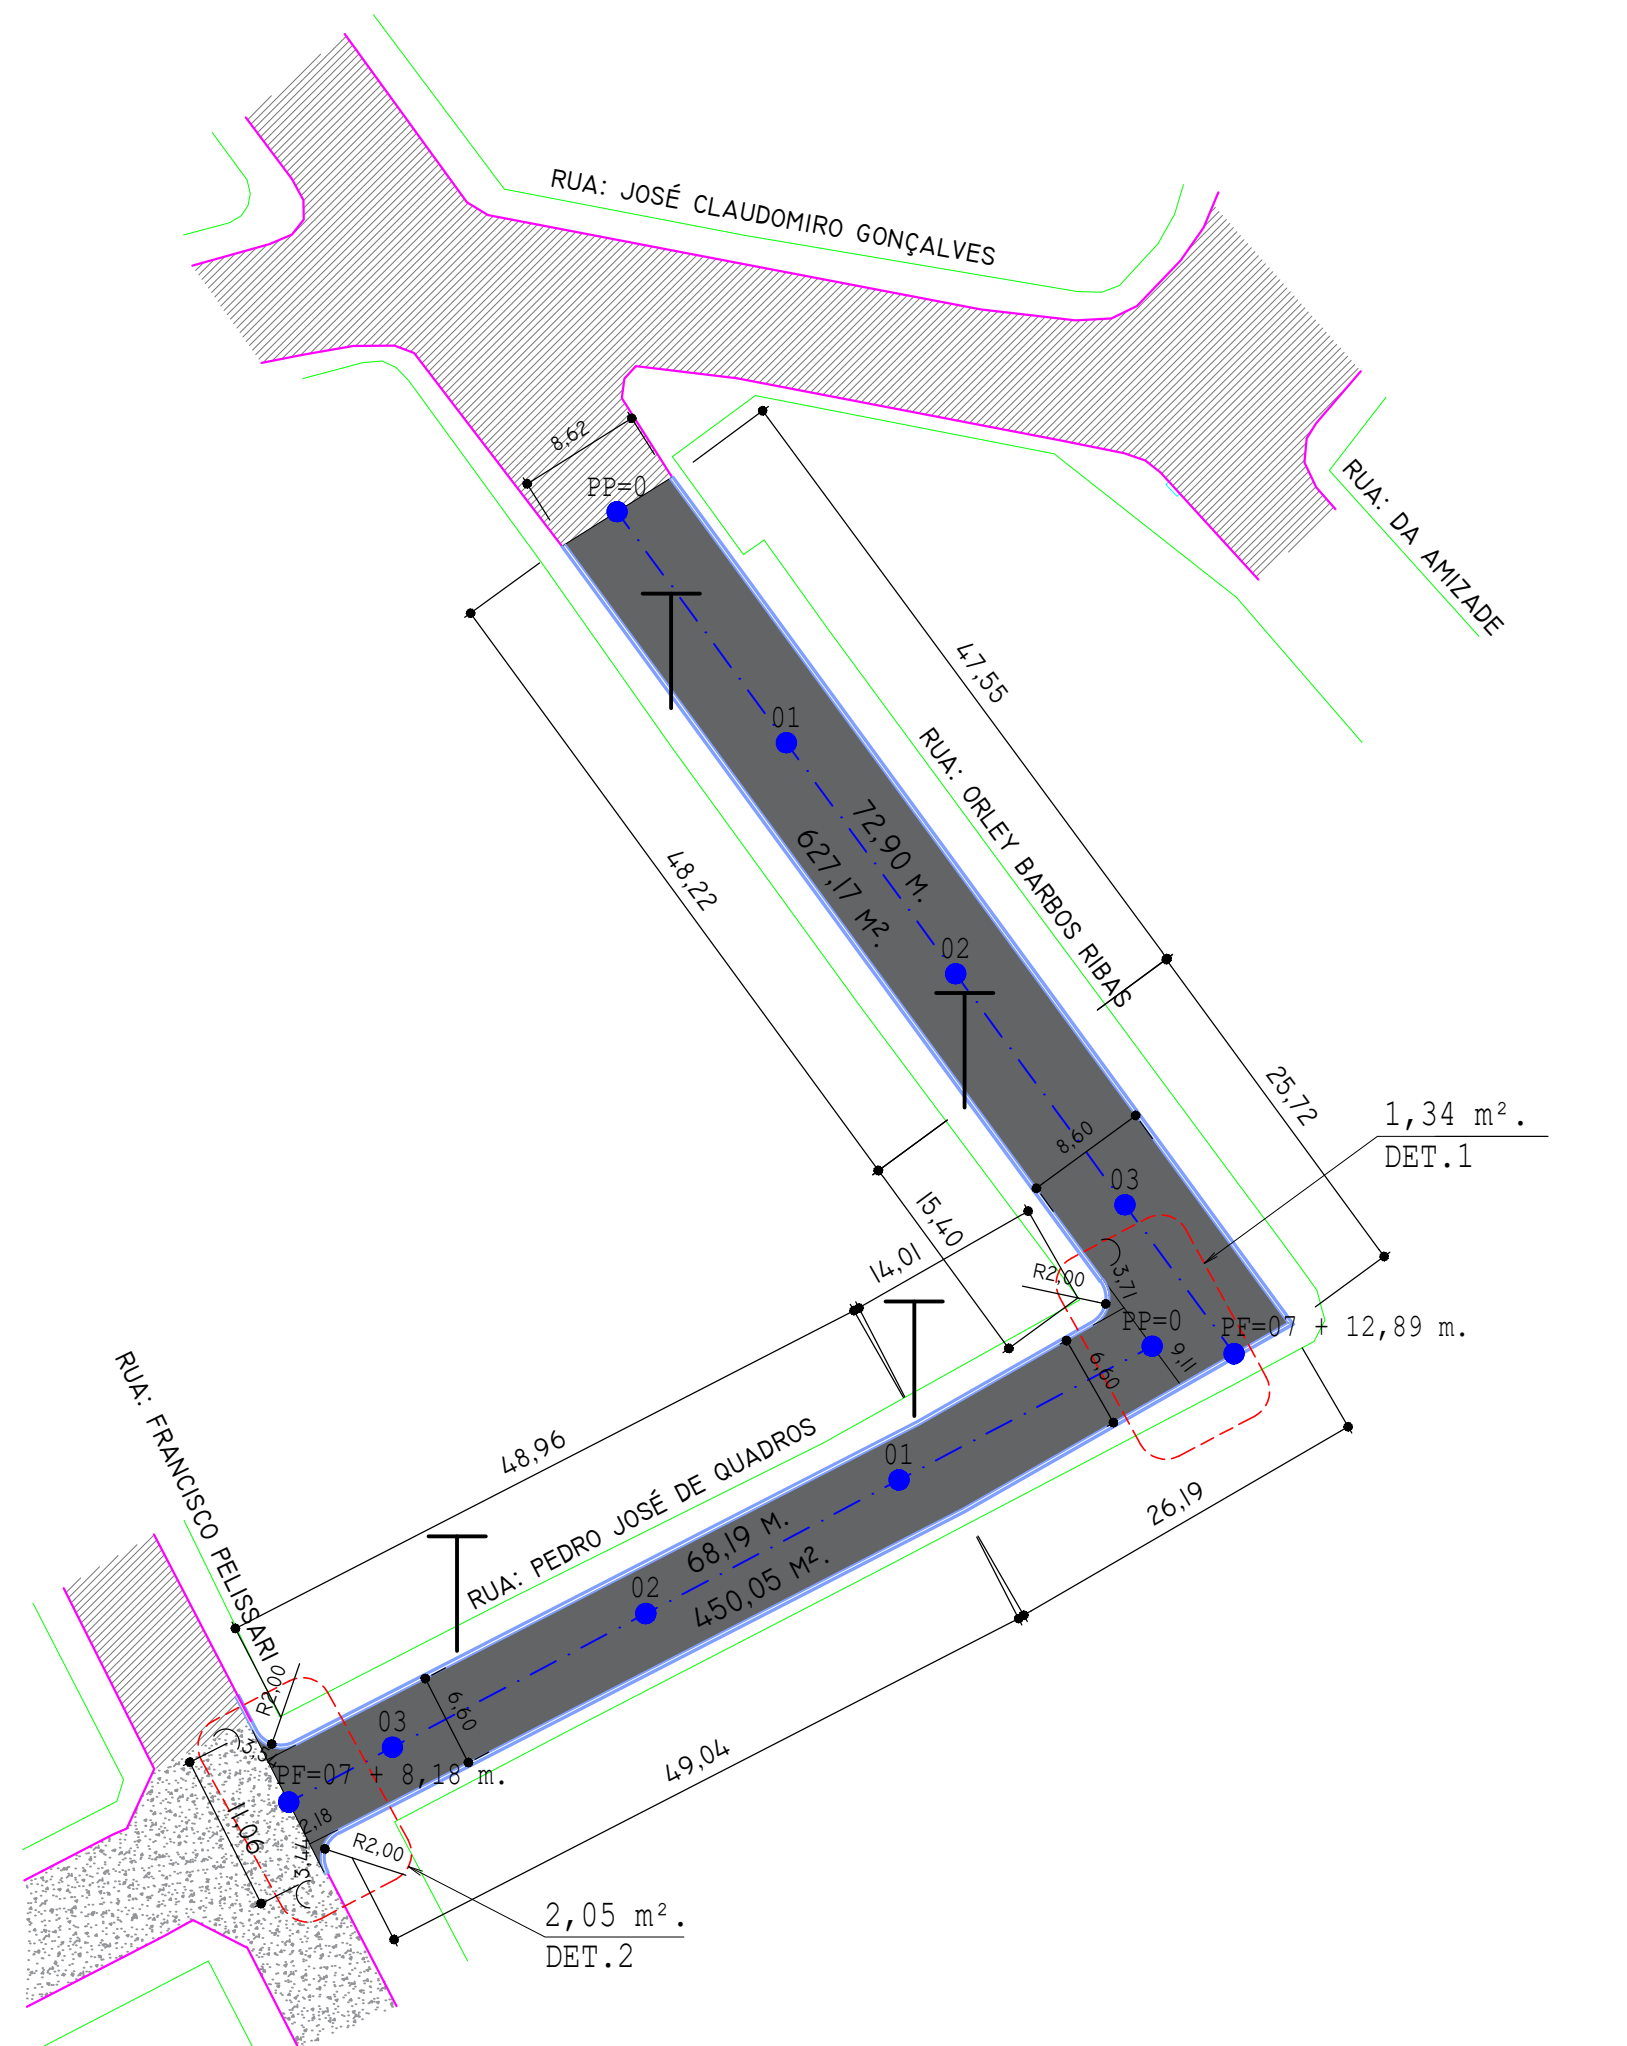 RUA: JOSÉ CLAUDOMIRO GONÇALVES
8,62
PP=0
RUA: DA AMIZADE
47,55
01
RUA: ORLEY BARBOS RIBAS
72,90 M.
627,17 M².
48,22
02
25,72
1,34 m².
DET.1
8,60
03
15,40
14,01
R2,00
3,71
PP=0
PF=07 + 12,89 m.
9,11
6,60
RUA: FRANCISCO PELISSARI
48,96
RUA: PEDRO JOSÉ DE QUADROS
01
26,19
68,19 M.
450,05 M².
02
R2,00
6,60
03
PF=07 + 8,18 m.
49,04
11,06
2,18
R2,00
3,47
2,05 m².
DET.2